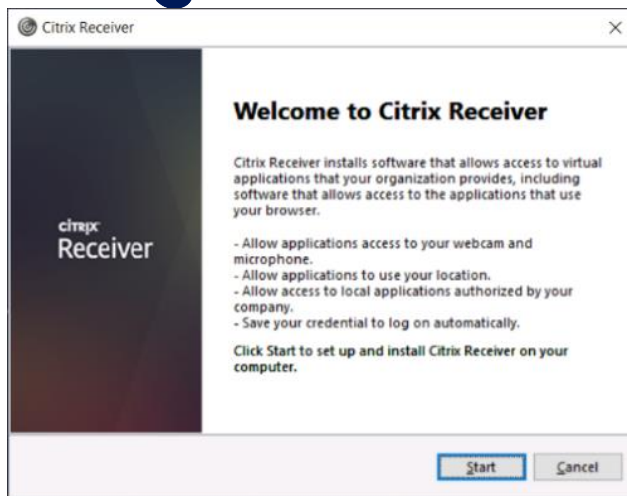 Citrix Receiver
Welcome to Citrix Receiver
Citrix Receiver installs software that allows access to virtual
applications that your organization provides, including
software that allows access to the applications that use
your browser.
- Allow applications access to your webcam and
microphone.
- Allow applications to use your location.
- Allow access to local applications authorized by your
company.
- Save your credential to log on automatically.
Click Start to set up and install Citrix Receiver on your
computer.
citrix
Receiver
Start
Cancel